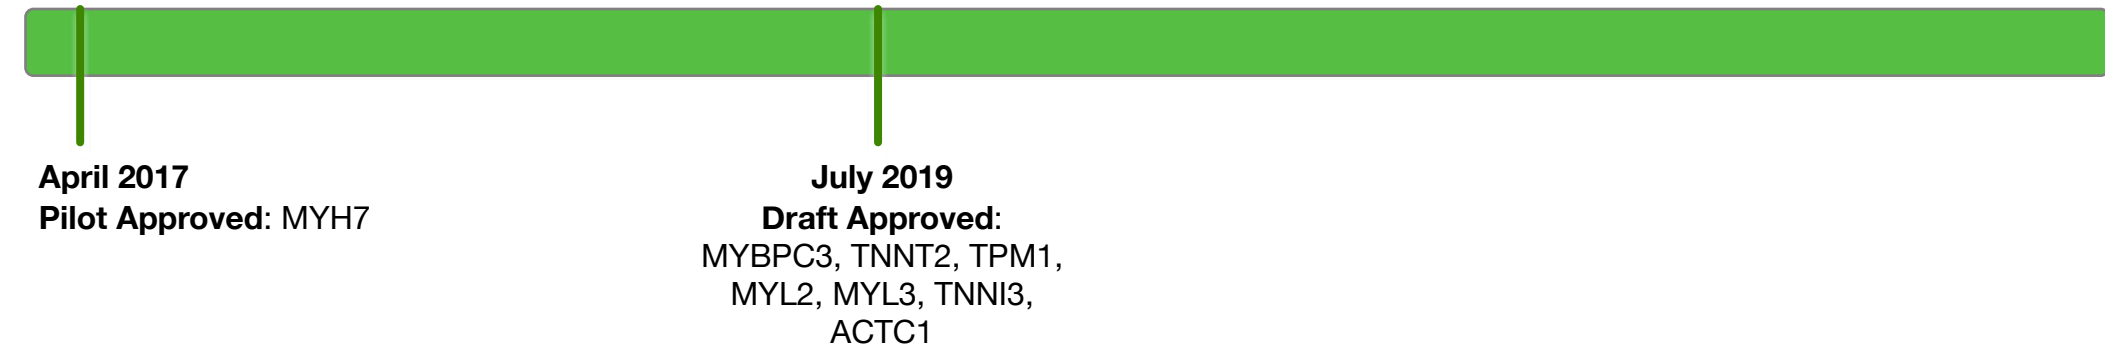 April 2017
Pilot Approved: MYH7
July 2019
Draft Approved:
MYBPC3, TNNT2, TPM1,
MYL2, MYL3, TNNI3,
ACTC1